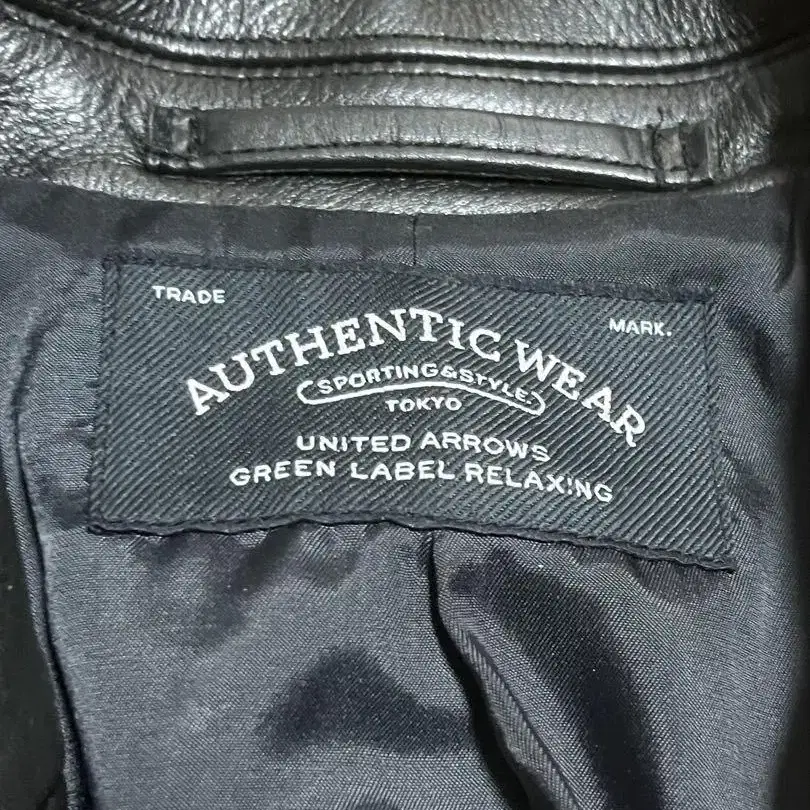 TRADE MARK.
AUTHENTIC WEAR
SPORTING&STYLE.
TOKYO
UNITED ARROWS
GREEN LABEL RELAXING